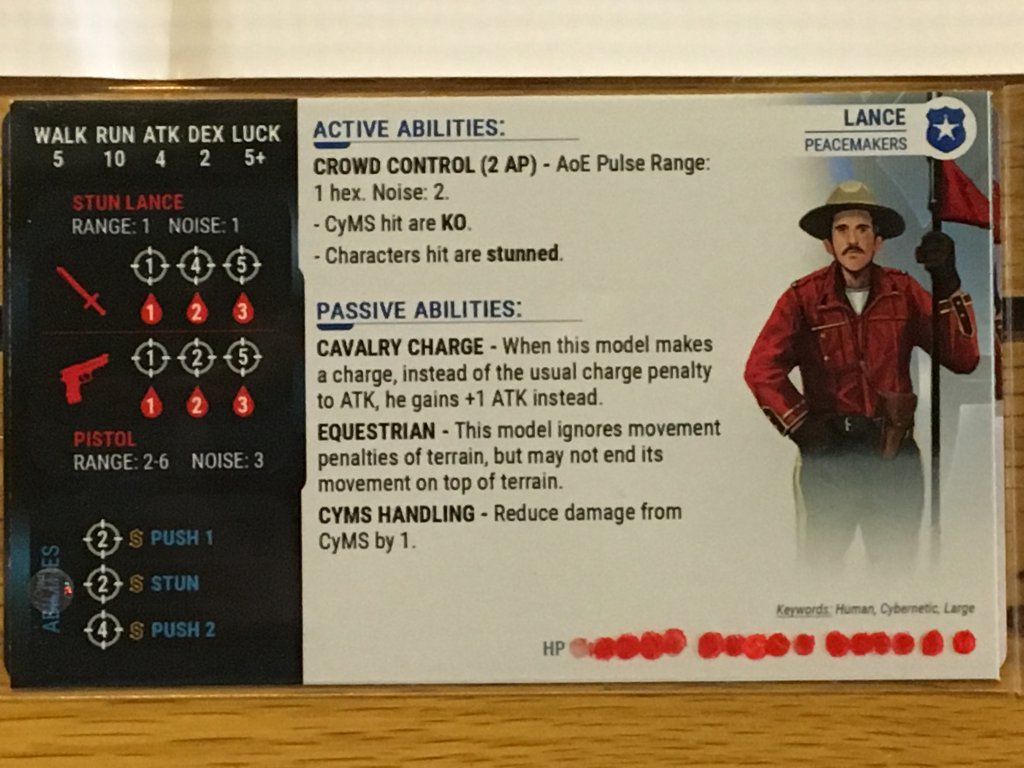 WALK RUN ATK DEX LUCK
5 10 4 2 5+
STUN LANCE
RANGE: 1 NOISE: 1
1 4 5
1 2 3
1 2 5
1 2 3
PISTOL
RANGE: 2-6 NOISE: 3
ABILITIES
2 S PUSH 1
2 S STUN
4 S PUSH 2
ACTIVE ABILITIES:
CROWD CONTROL (2 AP) - AoE Pulse Range:
1 hex. Noise: 2.
- CyMS hit are KO.
- Characters hit are stunned.
PASSIVE ABILITIES:
CAVALRY CHARGE - When this model makes
a charge, instead of the usual charge penalty
to ATK, he gains +1 ATK instead.
EQUESTRIAN - This model ignores movement
penalties of terrain, but may not end its
movement on top of terrain.
CYMS HANDLING - Reduce damage from
CyMS by 1.
LANCE
PEACEMAKERS
Keywords: Human, Cybernetic, Large
HP